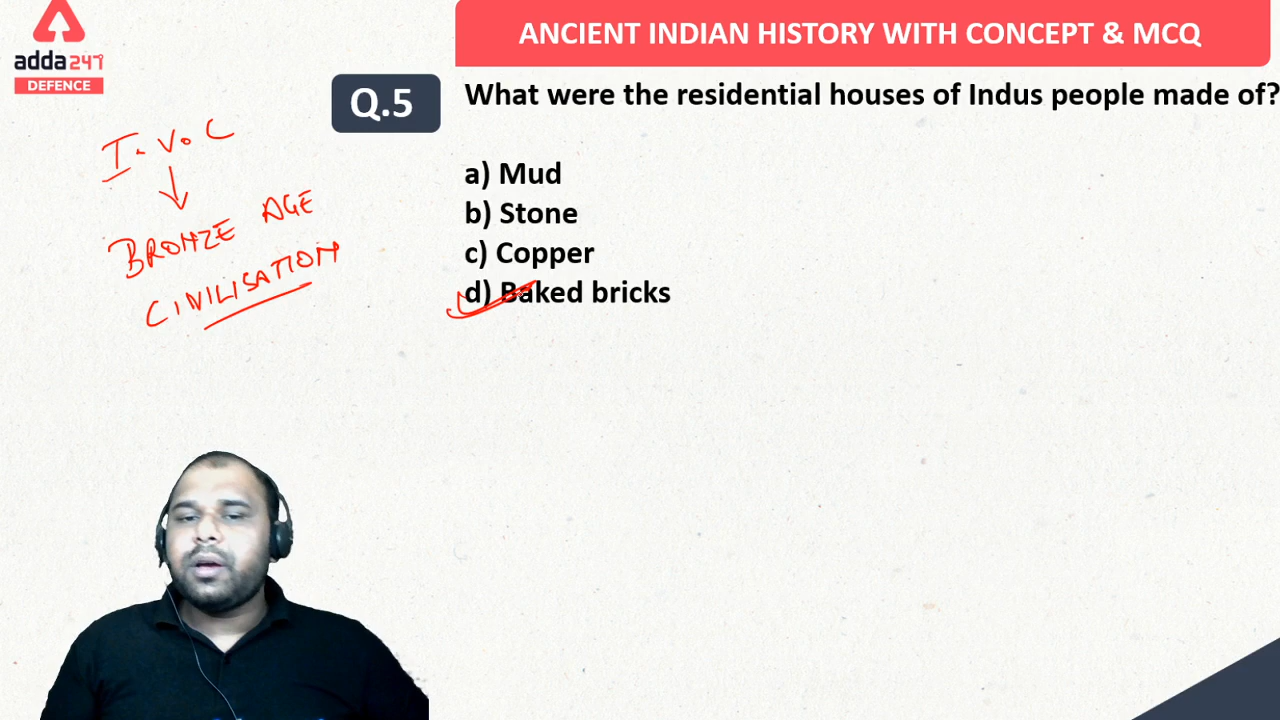 adda247
DEFENCE
ANCIENT INDIAN HISTORY WITH CONCEPT & MCQ
Q.5
What were the residential houses of Indus people made of?
a) Mud
b) Stone
c) Copper
d) Baked bricks
I. V. C
BRONZE AGE
CIVILISATION